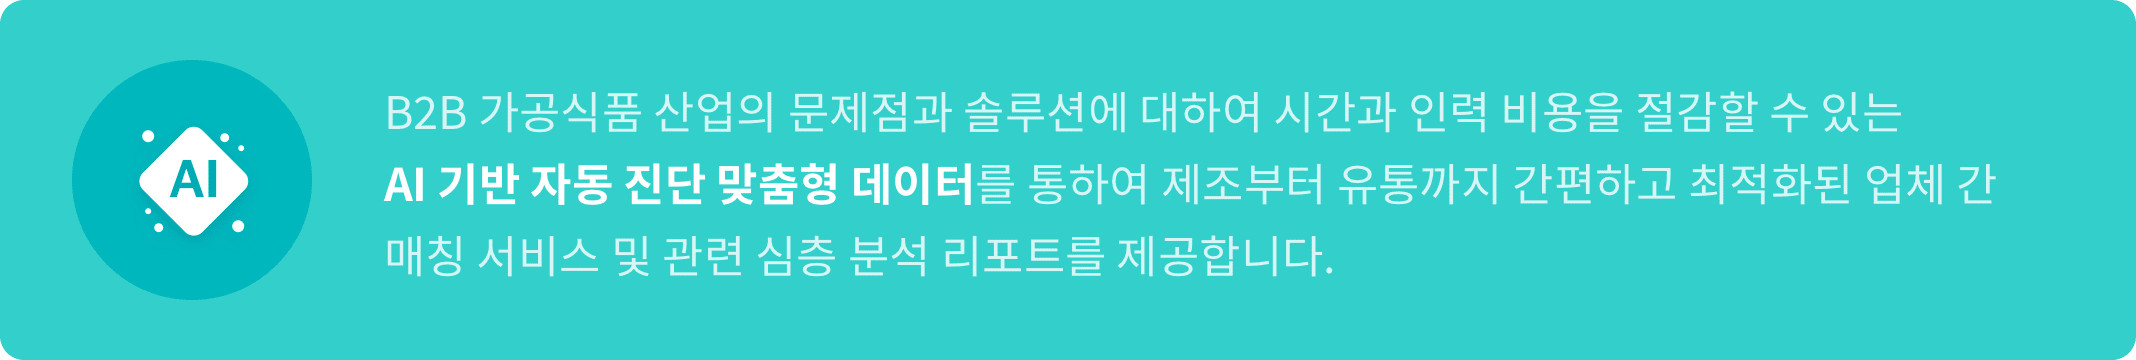 AI
B2B 가공식품 산업의 문제점과 솔루션에 대하여 시간과 인력 비용을 절감할 수 있는
AI 기반 자동 진단 맞춤형 데이터를 통하여 제조부터 유통까지 간편하고 최적화된 업체 간
매칭 서비스 및 관련 심층 분석 리포트를 제공합니다.